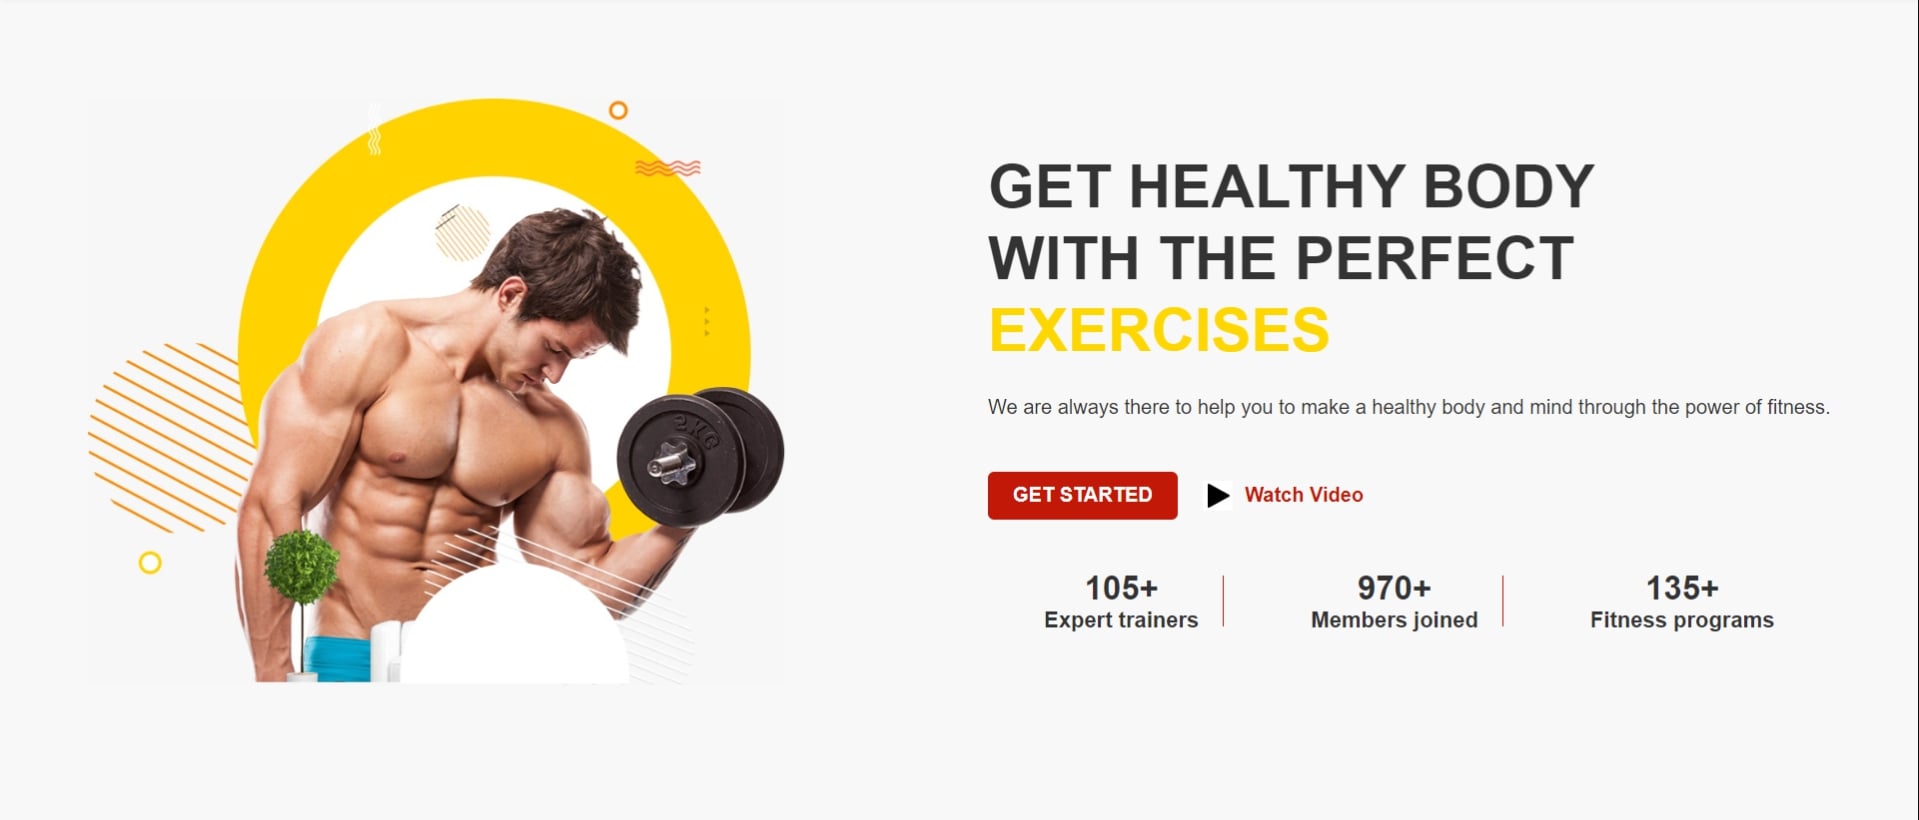 GET HEALTHY BODY
WITH THE PERFECT
EXERCISES
We are always there to help you to make a healthy body and mind through the power of fitness.
GET STARTED
Watch Video
105+
Expert trainers
970+
Members joined
135+
Fitness programs
2KG